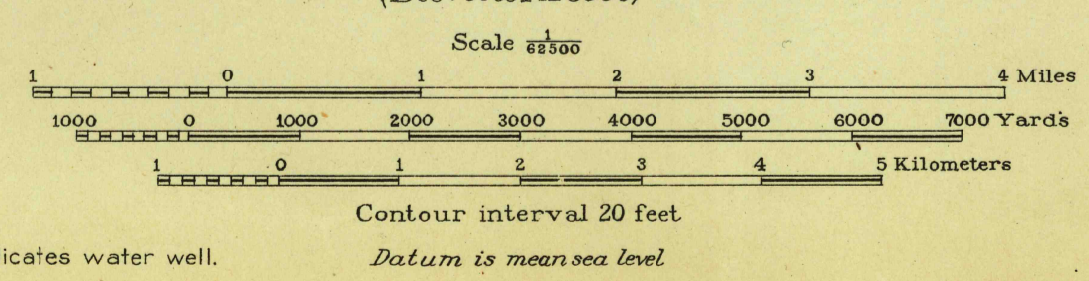 Scale 1/62500
1 0 1 2 3 4 Miles
1000 0 1000 2000 3000 4000 5000 6000 7000 Yards
1 0 1 2 3 4 5 Kilometers
Contour interval 20 feet
icates water well. Datum is mean sea level